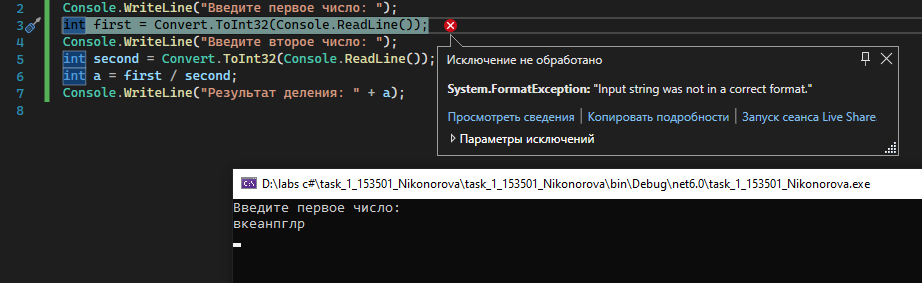 2 Console.WriteLine("Введите первое число: ");
3 int first = Convert.ToInt32(Console.ReadLine());
4 Console.WriteLine("Введите второе число: ");
5 int second = Convert.ToInt32(Console.ReadLine());
6 int a = first / second;
7 Console.WriteLine("Результат деления: " + a);
8
Исключение не обработано
System.FormatException: "Input string was not in a correct format."
Просмотреть сведения | Копировать подробности | Запуск сеанса Live Share
Параметры исключений
D:\labs c#\task_1_153501_Nikonorova\task_1_153501_Nikonorova\bin\Debug\net6.0\task_1_153501_Nikonorova.exe
Введите первое число:
вкеанпглр